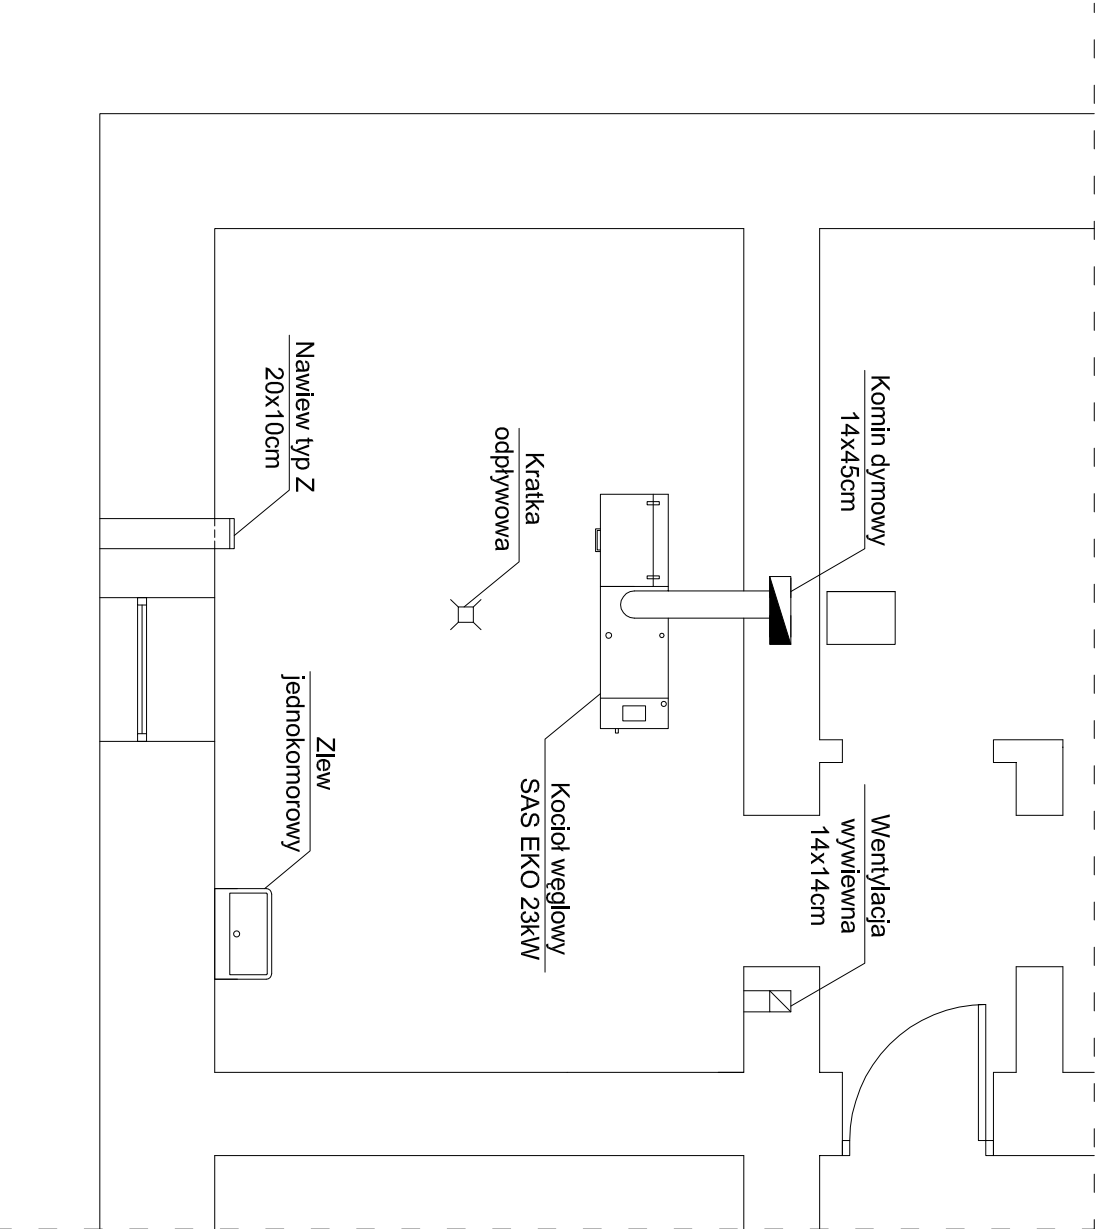 Komin dymowy
14x45cm
Nawiew typ Z
20x10cm
Kratka
odpływowa
Zlew
jednokomorowy
Kocioł węglowy
SAS EKO 23kW
Wentylacja
wywiewna
14x14cm